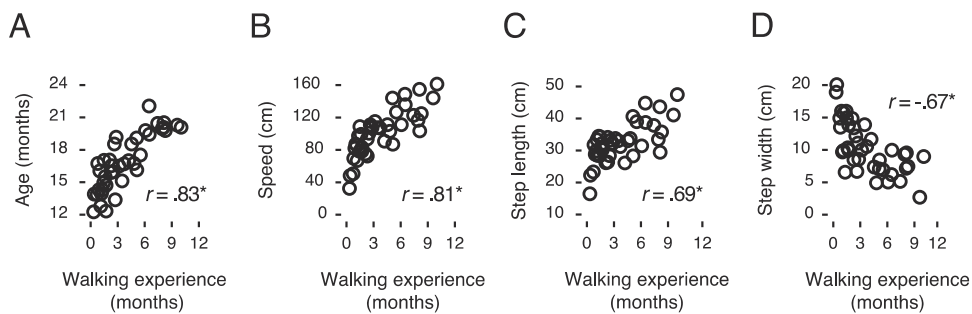 A
B
C
D
Age (months)
24
21
18
15
12
r = .83*
0 3 6 9 12
Walking experience
(months)
Speed (cm)
160
120
80
40
0
r = .81*
0 3 6 9 12
Walking experience
(months)
Step length (cm)
50
40
30
20
10
r = .69*
0 3 6 9 12
Walking experience
(months)
Step width (cm)
20
15
10
5
0
r = -.67*
0 3 6 9 12
Walking experience
(months)